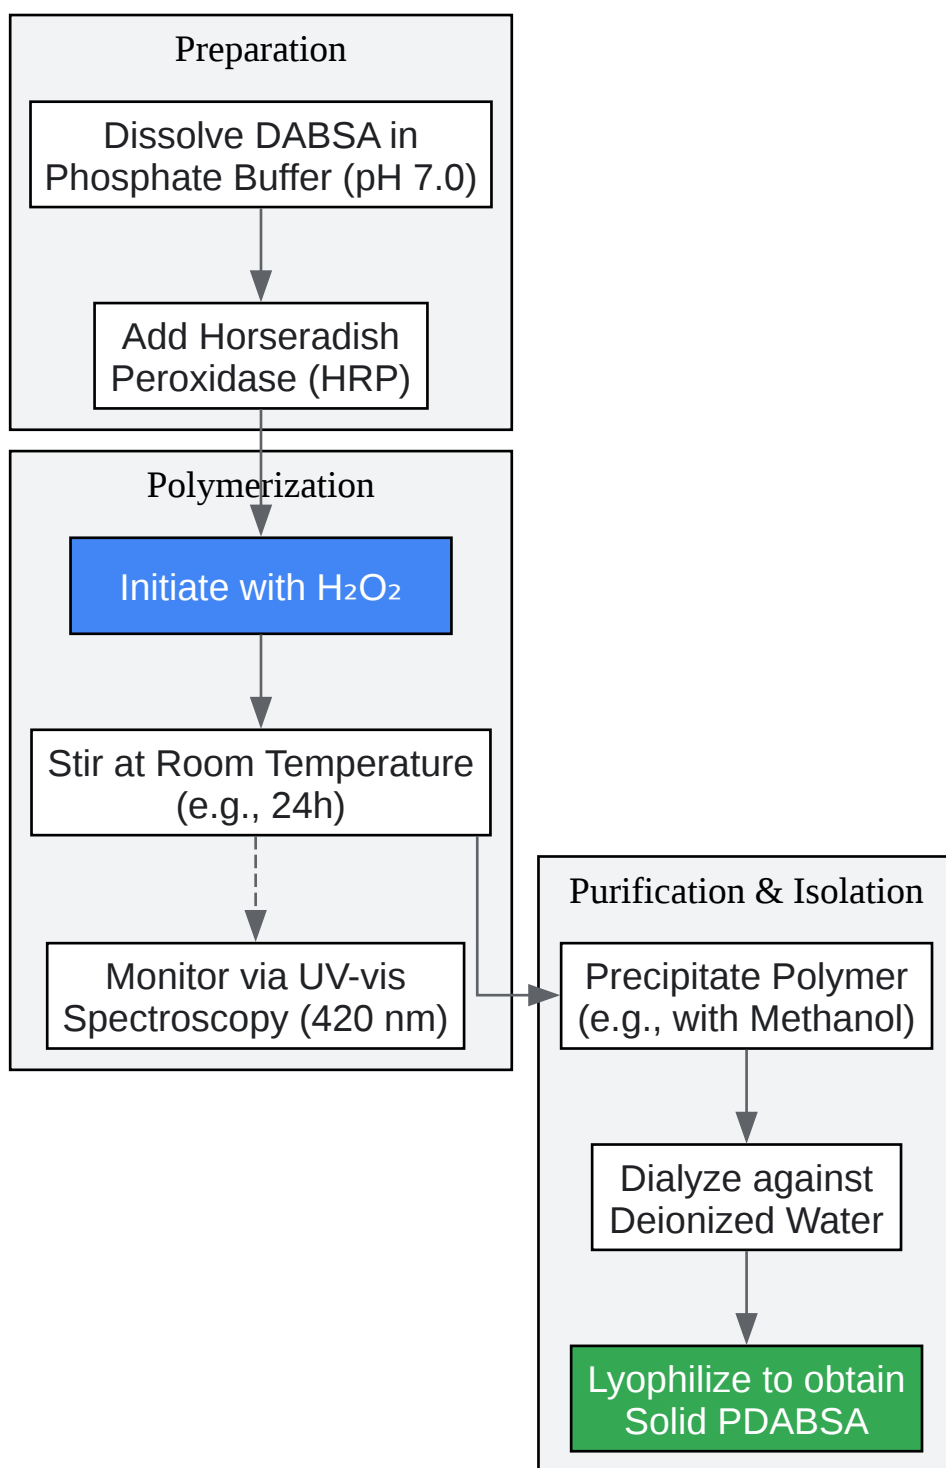 Preparation
Dissolve DABSA in
Phosphate Buffer (pH 7.0)
Add Horseradish
Peroxidase (HRP)
Polymerization
Initiate with H₂O₂
Stir at Room Temperature
(e.g., 24h)
Monitor via UV-vis
Spectroscopy (420 nm)
Purification & Isolation
Precipitate Polymer
(e.g., with Methanol)
Dialyze against
Deionized Water
Lyophilize to obtain
Solid PDABSA